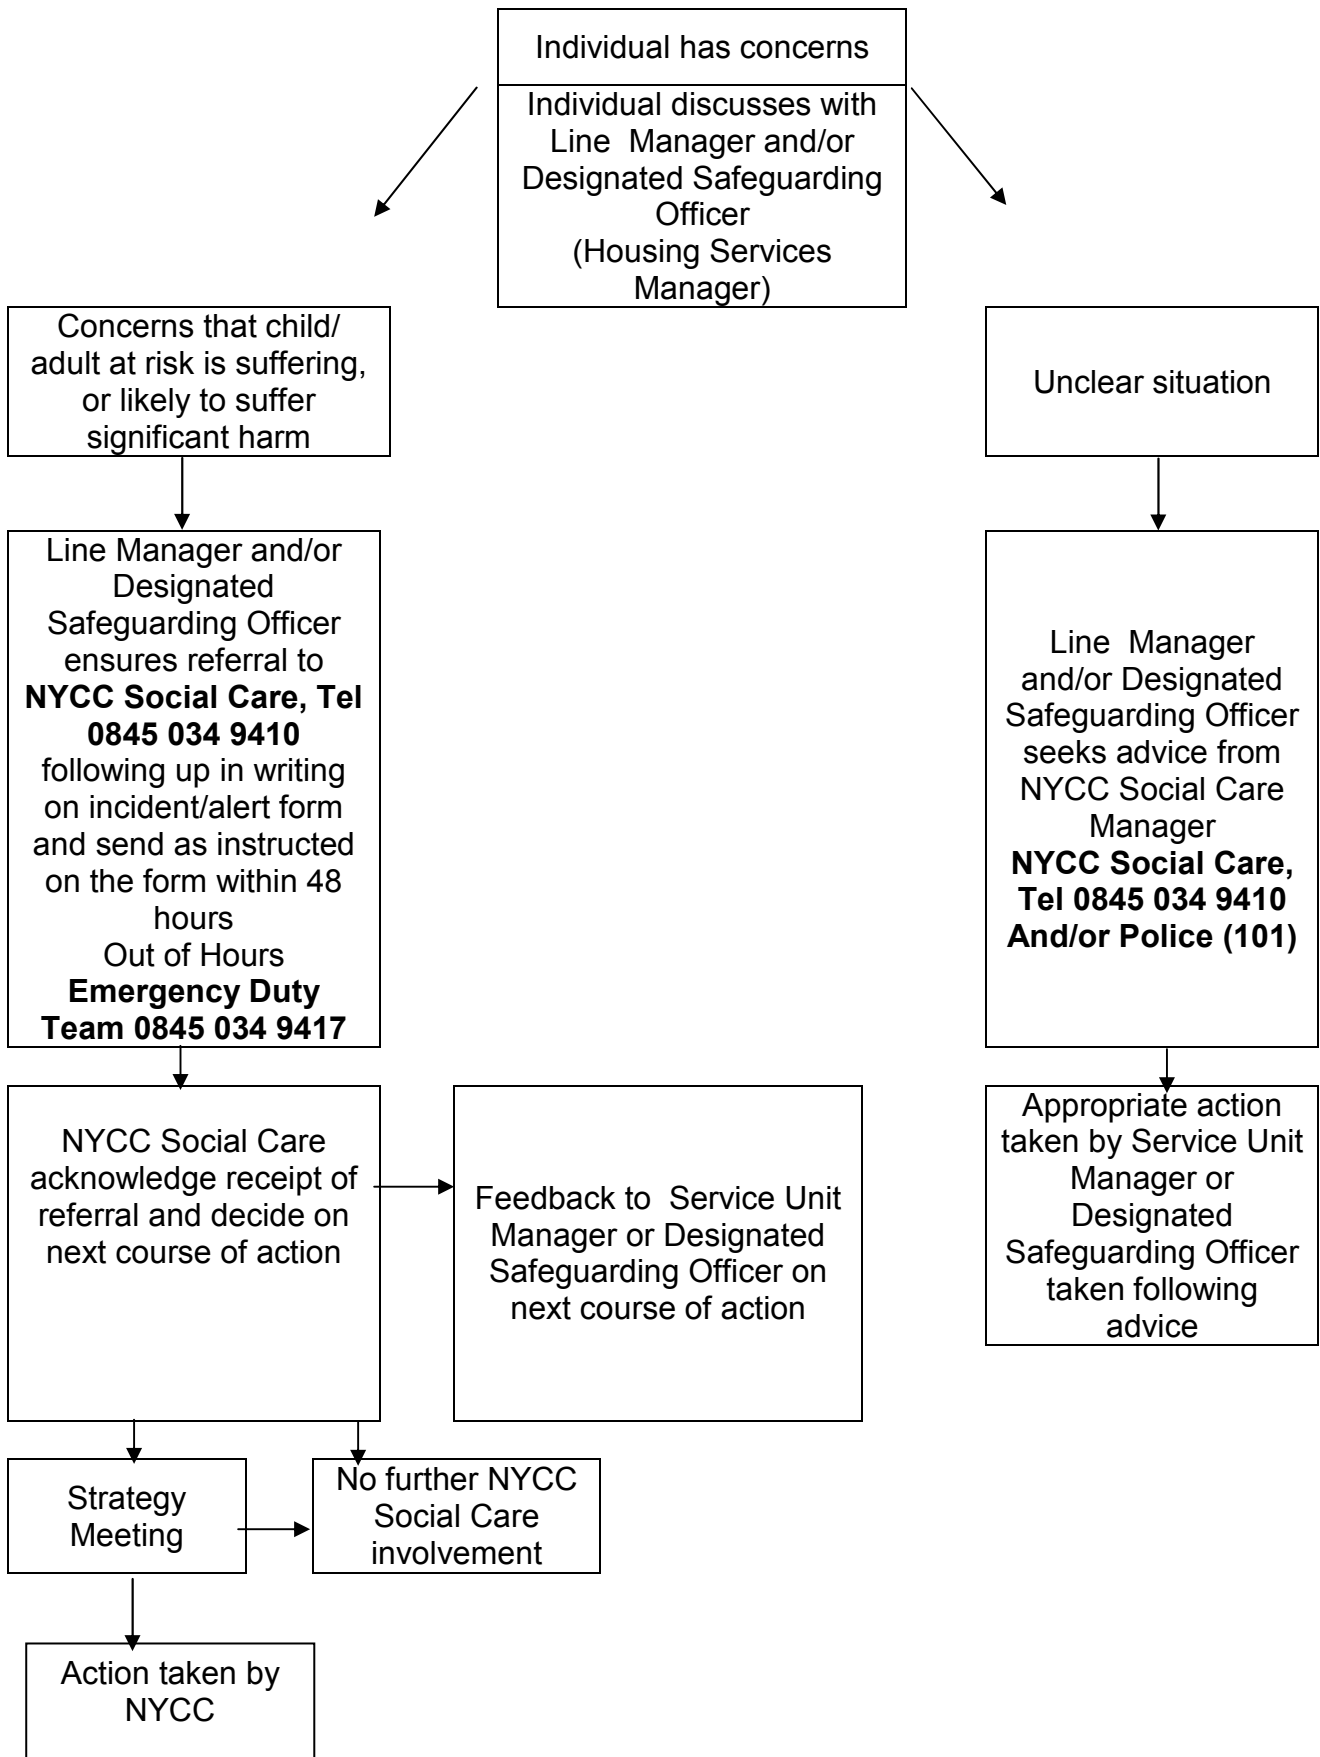 Individual has concerns
Individual discusses with
Line  Manager and/or
Designated Safeguarding
Officer
(Housing Services
Manager)
Concerns that child/
adult at risk is suffering,
or likely to suffer
significant harm
Unclear situation
Line Manager and/or
Designated
Safeguarding Officer
ensures referral to
NYCC Social Care, Tel
0845 034 9410
following up in writing
on incident/alert form
and send as instructed
on the form within 48
hours
Out of Hours
Emergency Duty
Team 0845 034 9417
Line  Manager
and/or Designated
Safeguarding Officer
seeks advice from
NYCC Social Care
Manager
NYCC Social Care,
Tel 0845 034 9410
And/or Police (101)
NYCC Social Care
acknowledge receipt of
referral and decide on
next course of action
Feedback to  Service Unit
Manager or Designated
Safeguarding Officer on
next course of action
Appropriate action
taken by Service Unit
Manager or
Designated
Safeguarding Officer
taken following
advice
Strategy
Meeting
No further NYCC
Social Care
involvement
Action taken by
NYCC